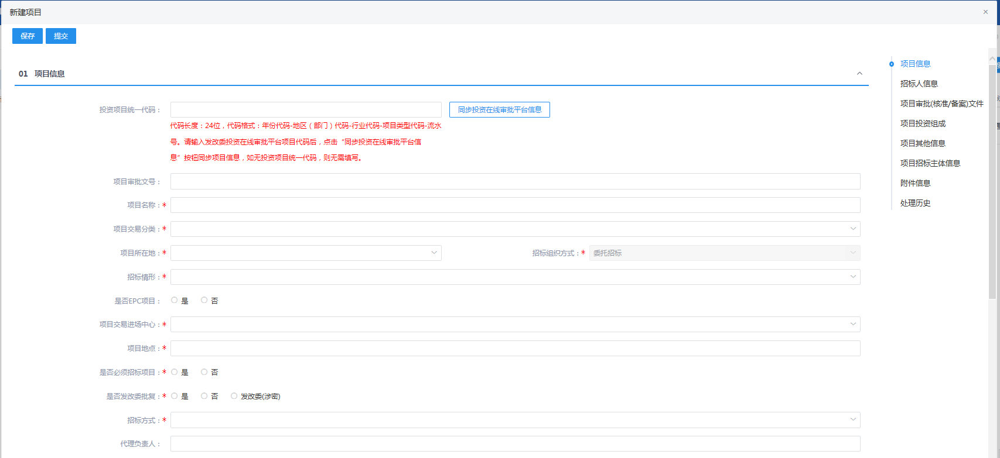 新建项目
×
保存 提交
01 项目信息
投资项目统一代码： 同步投资在线审批平台信息
代码长度：24位，代码格式：年份代码-地区（部门）代码-行业代码-项目类型代码-流水
号。请输入发改委投资在线审批平台项目代码后，点击“同步投资在线审批平台信
息”按钮同步项目信息，如无投资项目统一代码，则无需填写。
项目审批文号：
项目名称：*
项目交易分类：*
项目所在地：* 招标组织方式：* 委托招标
招标情形：*
是否EPC项目： 是 否
项目交易进场中心：*
项目地点：*
是否必须招标项目：* 是 否
是否发改委批复：* 是 否 发改委(涉密)
招标方式：*
代理负责人：
项目信息
招标人信息
项目审批(核准/备案)文件
项目投资组成
项目其他信息
项目招标主体信息
附件信息
处理历史